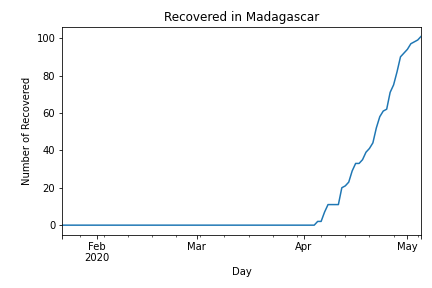 Recovered in Madagascar
Number of Recovered
100
80
60
40
20
0
Feb
2020
Mar
Apr
May
Day